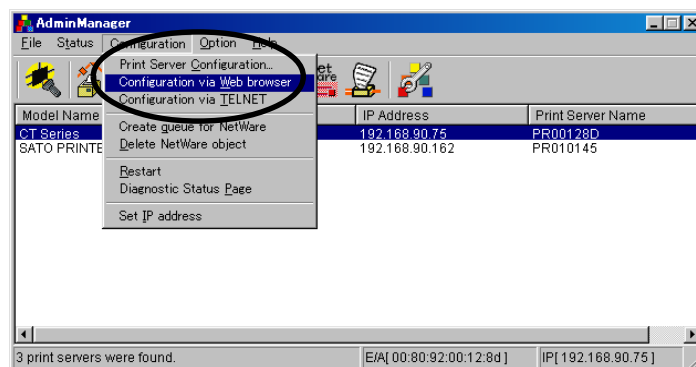 AdminManager
File Status Configuration Option Help
Print Server Configuration...
Configuration via Web browser
Configuration via TELNET
Create queue for NetWare
Delete NetWare object
Restart
Diagnostic Status Page
Set IP address
Model Name IP Address Print Server Name
CT Series 192.168.90.75 PR00128D
SATO PRINTE 192.168.90.162 PR010145
3 print servers were found. E/A[ 00:80:92:00:12:8d ] IP[ 192.168.90.75 ]